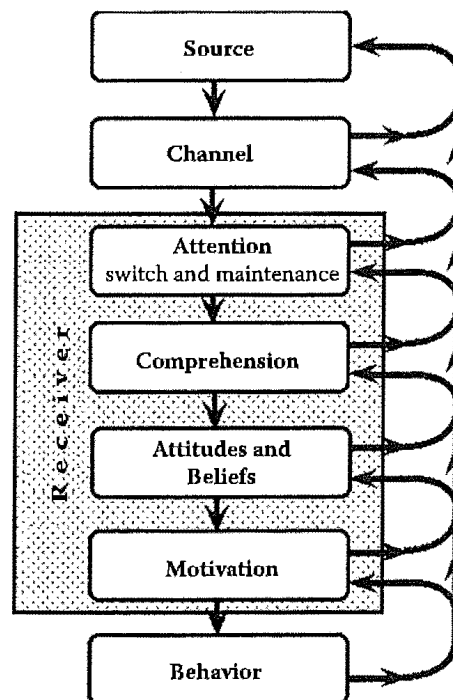 Source
Channel
Attention
switch and maintenance
Comprehension
Attitudes and
Beliefs
Motivation
Receiver
Behavior